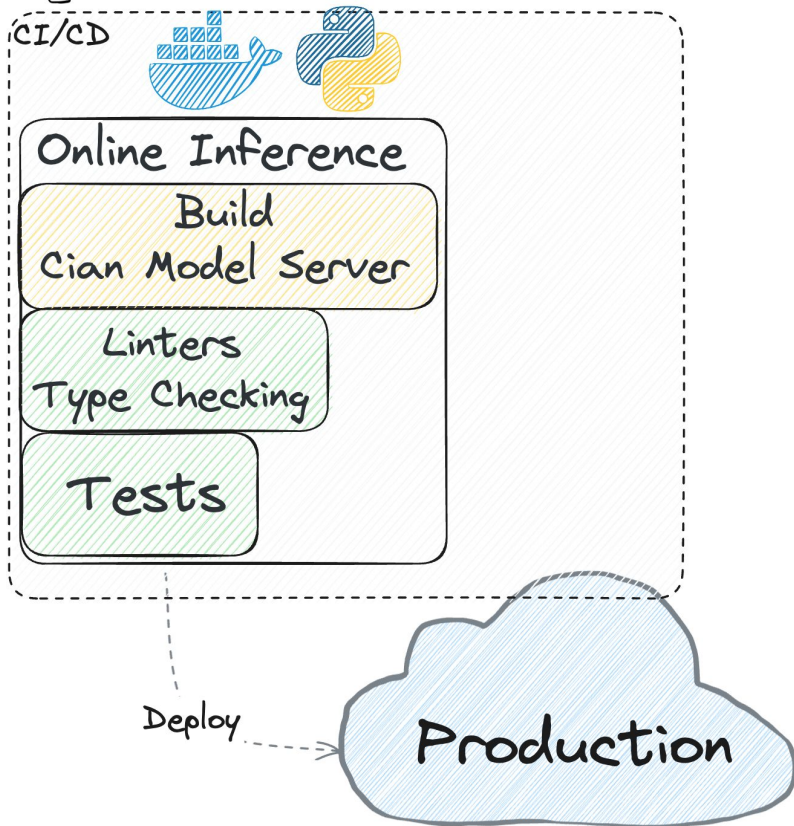 CI/CD
Online Inference
Build
Cian Model Server
Linters
Type Checking
Tests
Deploy
Production